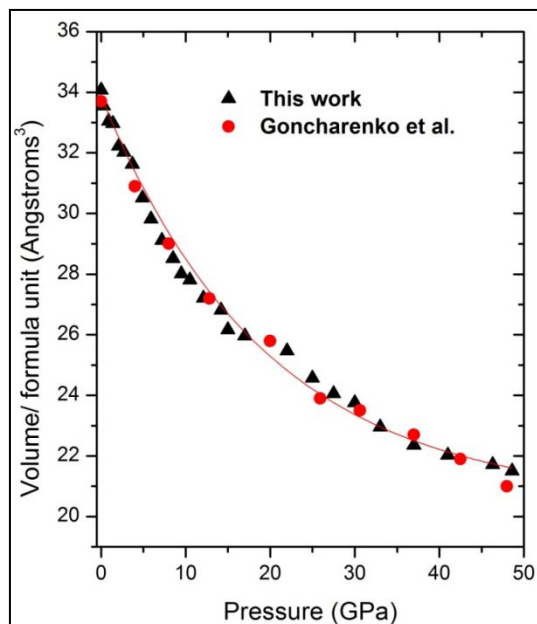 36
34
32
30
28
26
24
22
20
Volume/ formula unit (Angstroms³)
This work
Goncharenko et al.
0 10 20 30 40 50
Pressure (GPa)